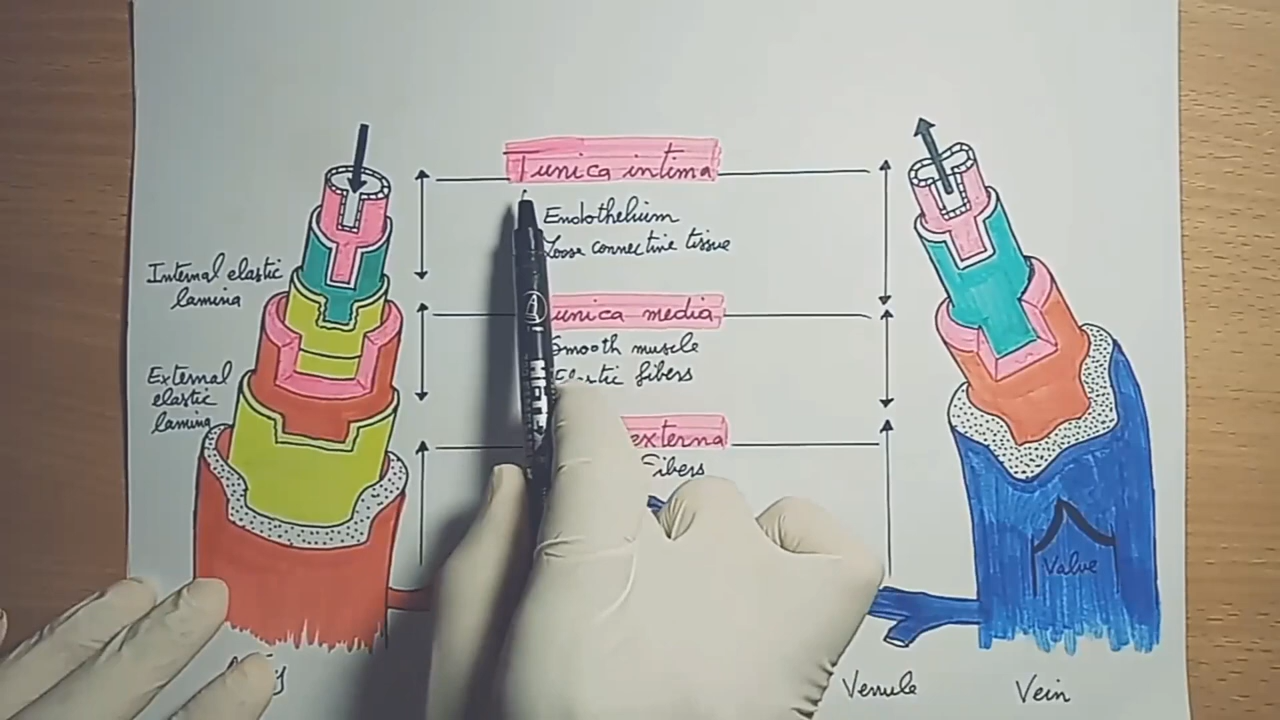 Tunica intima
Endothelium
Loose connective tissue
Internal elastic
lamina
unica media
Smooth muscle
Elastic fibers
External
elastic
lamina
externa
Fibers
Valve
Venule
Vein